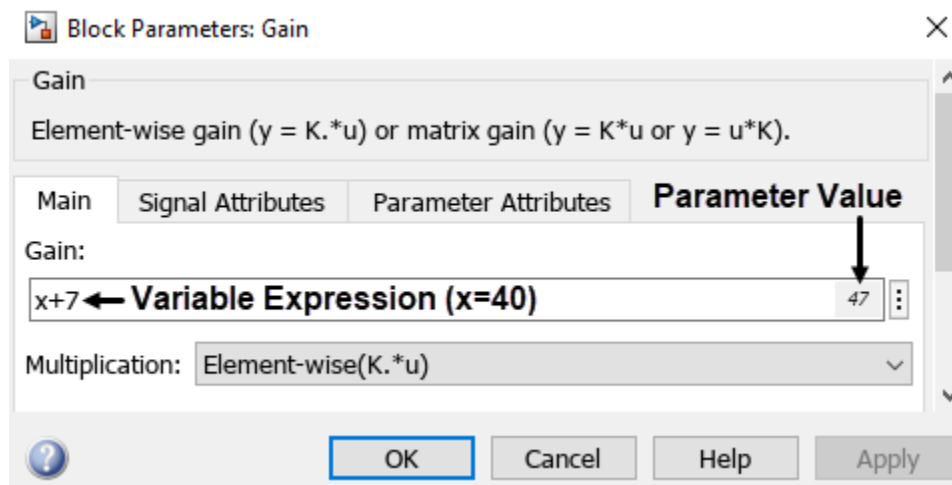 Block Parameters: Gain
Gain
Element-wise gain (y = K.*u) or matrix gain (y = K*u or y = u*K).
Main Signal Attributes Parameter Attributes Parameter Value
Gain:
x+7 Variable Expression (x=40) 47
Multiplication: Element-wise(K.*u)
? OK Cancel Help Apply